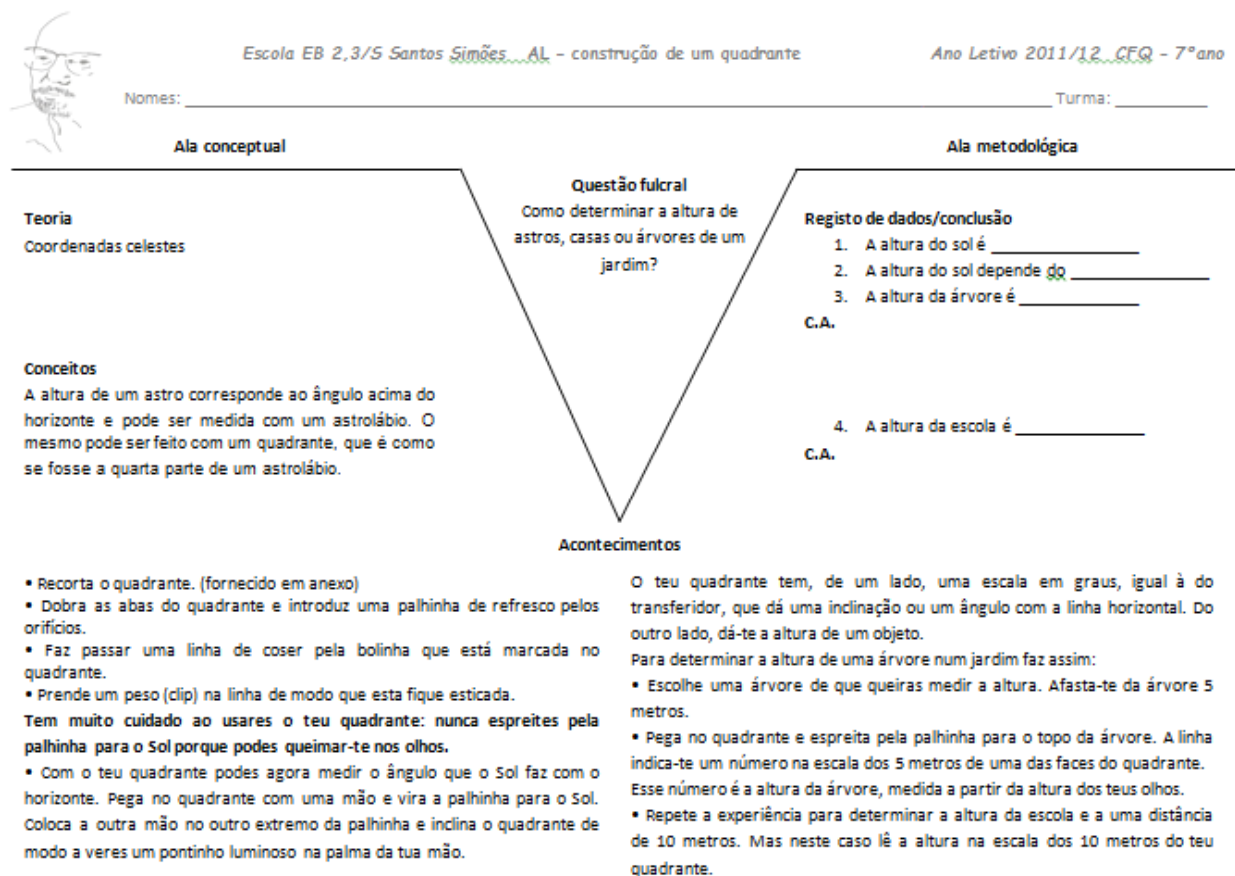 Escola EB 2,3/S Santos Simões AL – construção de um quadrante
Ano Letivo 2011/12 CFQ – 7ºano
Nomes: Turma:
Ala conceptual
Ala metodológica
Questão fulcral
Como determinar a altura de
astros, casas ou árvores de um
jardim?
Teoria
Coordenadas celestes
Conceitos
A altura de um astro corresponde ao ângulo acima do
horizonte e pode ser medida com um astrolábio. O
mesmo pode ser feito com um quadrante, que é como
se fosse a quarta parte de um astrolábio.
Registo de dados/conclusão
1. A altura do sol é
2. A altura do sol depende do
3. A altura da árvore é
C.A.
4. A altura da escola é
C.A.
Acontecimentos
• Recorta o quadrante. (fornecido em anexo)
• Dobra as abas do quadrante e introduz uma palhinha de refresco pelos
orifícios.
• Faz passar uma linha de coser pela bolinha que está marcada no
quadrante.
• Prende um peso (clip) na linha de modo que esta fique esticada.
Tem muito cuidado ao usares o teu quadrante: nunca espreites pela
palhinha para o Sol porque podes queimar-te nos olhos.
• Com o teu quadrante podes agora medir o ângulo que o Sol faz com o
horizonte. Pega no quadrante com uma mão e vira a palhinha para o Sol.
Coloca a outra mão no outro extremo da palhinha e inclina o quadrante de
modo a veres um pontinho luminoso na palma da tua mão.
O teu quadrante tem, de um lado, uma escala em graus, igual à do
transferidor, que dá uma inclinação ou um ângulo com a linha horizontal. Do
outro lado, dá-te a altura de um objeto.
Para determinar a altura de uma árvore num jardim faz assim:
• Escolhe uma árvore de que queiras medir a altura. Afasta-te da árvore 5
metros.
• Pega no quadrante e espreita pela palhinha para o topo da árvore. A linha
indica-te um número na escala dos 5 metros de uma das faces do quadrante.
Esse número é a altura da árvore, medida a partir da altura dos teus olhos.
• Repete a experiência para determinar a altura da escola e a uma distância
de 10 metros. Mas neste caso lê a altura na escala dos 10 metros do teu
quadrante.